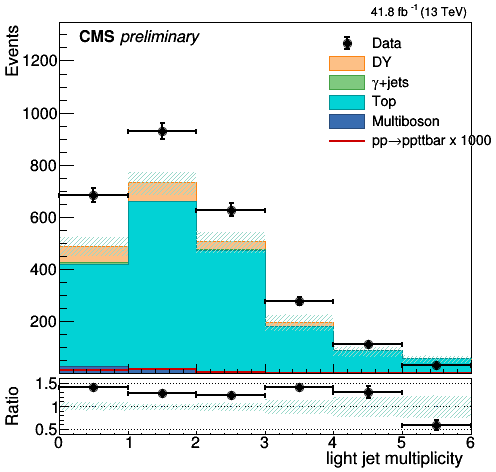 41.8 fb⁻¹ (13 TeV)
CMS preliminary
Events
1200
1000
800
600
400
200
Data
DY
γ+jets
Top
Multiboson
pp→ppttbar x 1000
Ratio
1.5
1
0.5
0 1 2 3 4 5 6
light jet multiplicity